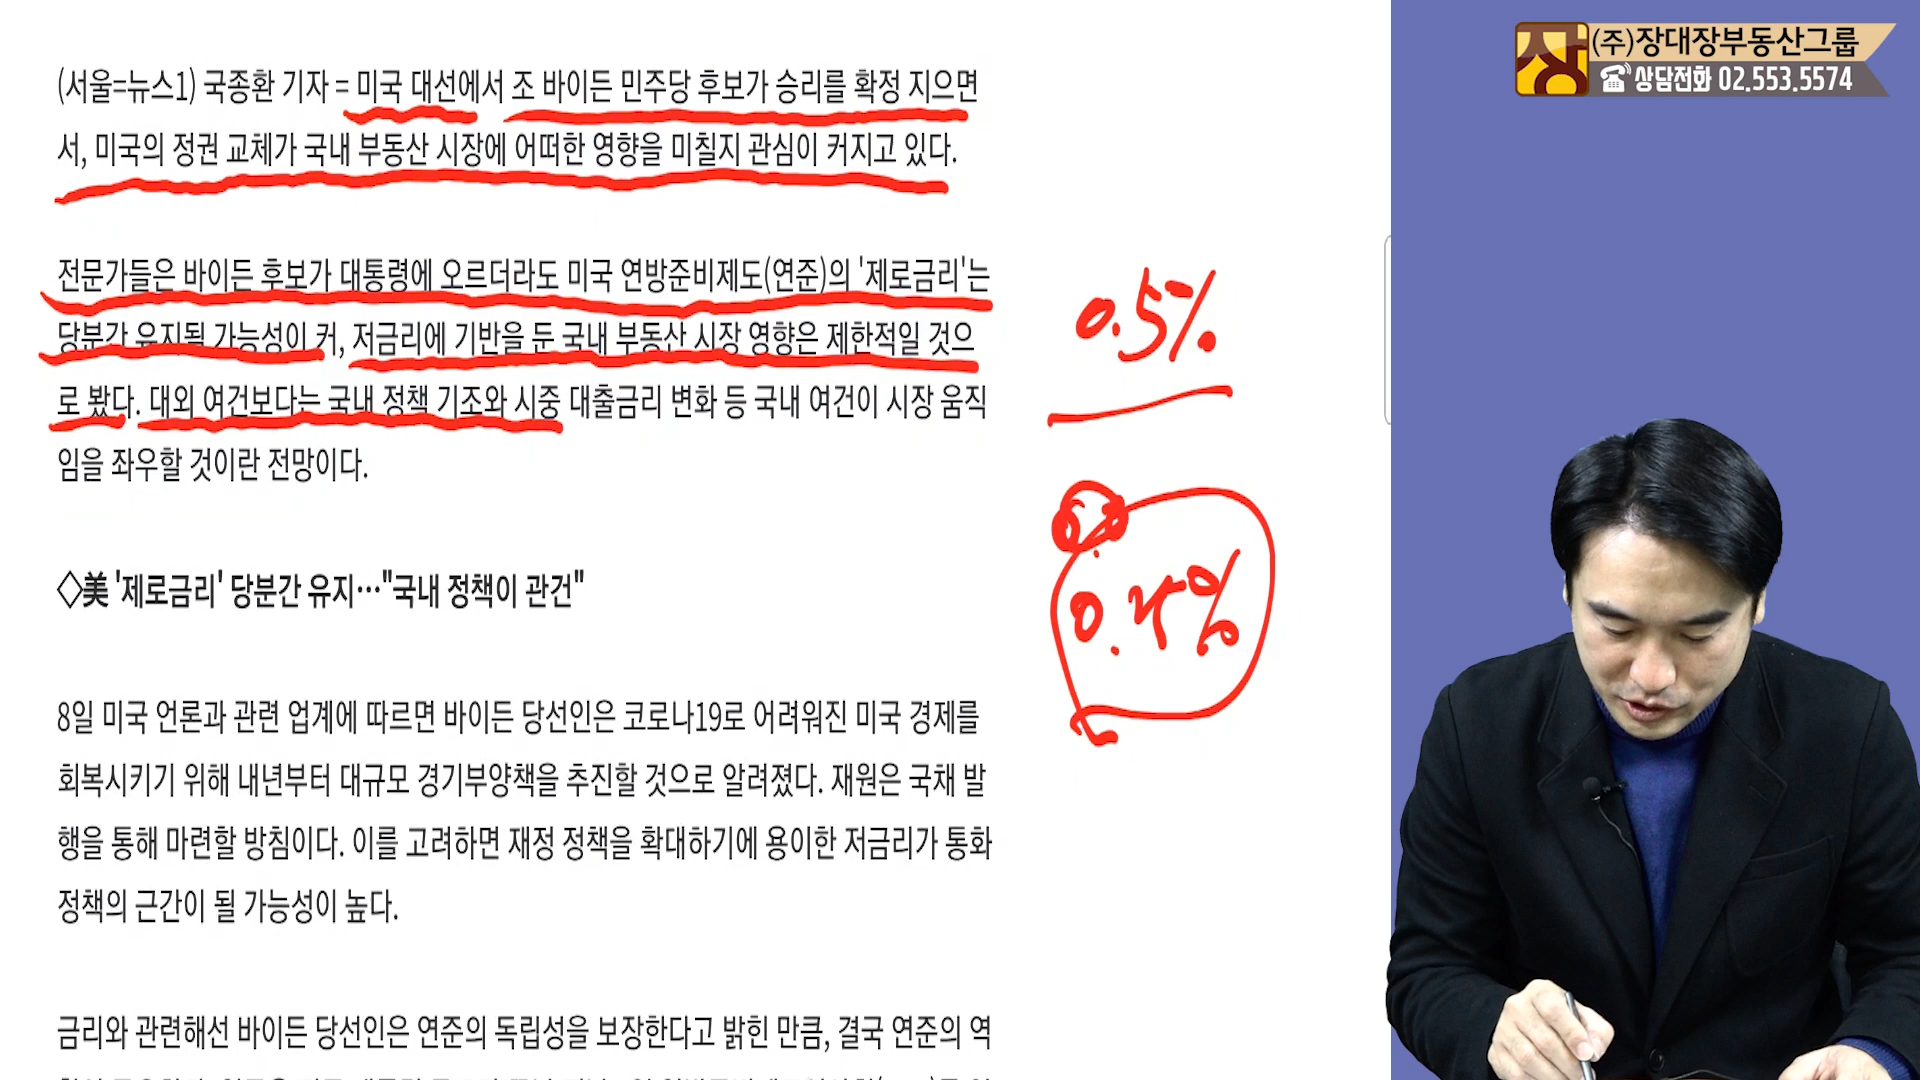 (주)장대장부동산그룹
상담전화 02.553.5574
장
(서울=뉴스1) 국종환 기자 = 미국 대선에서 조 바이든 민주당 후보가 승리를 확정 지으면
서, 미국의 정권 교체가 국내 부동산 시장에 어떠한 영향을 미칠지 관심이 커지고 있다.
전문가들은 바이든 후보가 대통령에 오르더라도 미국 연방준비제도(연준)의 '제로금리'는
당분간 유지될 가능성이 커, 저금리에 기반을 둔 국내 부동산 시장 영향은 제한적일 것으
로 봤다. 대외 여건보다는 국내 정책 기조와 시중 대출금리 변화 등 국내 여건이 시장 움직
임을 좌우할 것이란 전망이다.
0.5%
0.4%
◇美 '제로금리' 당분간 유지…"국내 정책이 관건"
8일 미국 언론과 관련 업계에 따르면 바이든 당선인은 코로나19로 어려워진 미국 경제를
회복시키기 위해 내년부터 대규모 경기부양책을 추진할 것으로 알려졌다. 재원은 국채 발
행을 통해 마련할 방침이다. 이를 고려하면 재정 정책을 확대하기에 용이한 저금리가 통화
정책의 근간이 될 가능성이 높다.
금리와 관련해선 바이든 당선인은 연준의 독립성을 보장한다고 밝힌 만큼, 결국 연준의 역